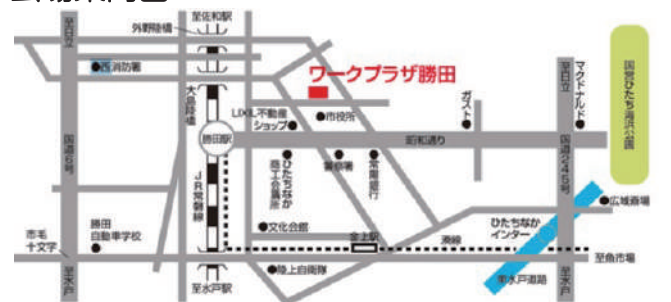 至佐和駅
外野陸橋
至日立
西消防署
大島陸橋
国道6号
ワークプラザ勝田
LIXIL不動産
ショップ
市役所
ガスト
至日立
マクドナルド
国営ひたち海浜公園
勝田駅
昭和通り
国道245号
ひたちなか
商工会議所
警察署
常陽銀行
JR常磐線
広域道場
ひたちなか
インター
勝田
自動車学校
文化会館
金上駅
湊線
市毛
十文字
至魚市場
陸上自衛隊
東水戸道路
至水戸
至水戸駅
至水戸